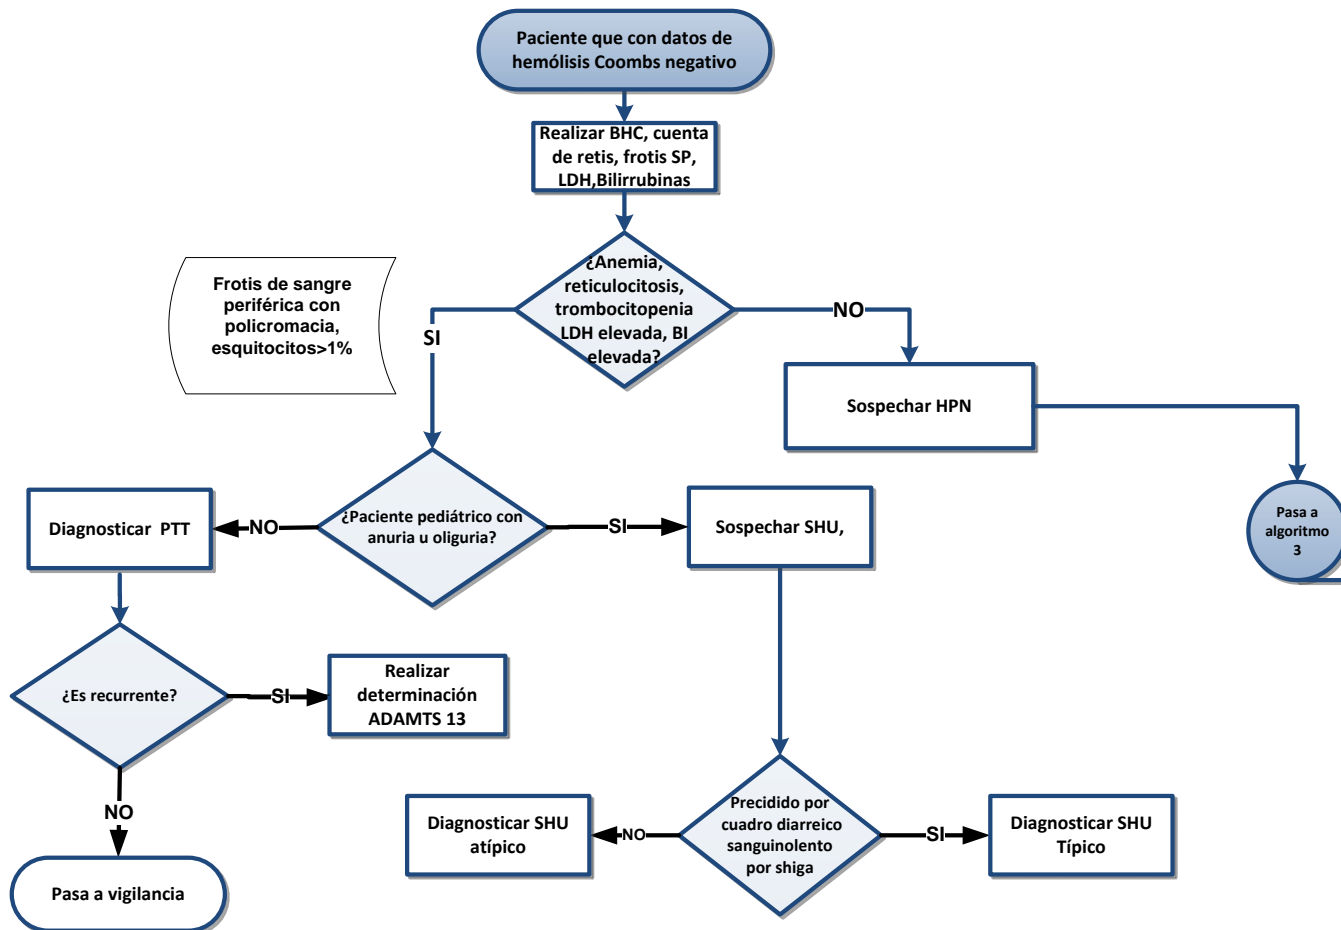 Paciente que con datos de
hemólisis Coombs negativo
Realizar BHC, cuenta
de retis, frotis SP,
LDH,Bilirrubinas
¿Anemia,
reticulocitosis,
trombocitopenia
LDH elevada, BI
elevada?
Frotis de sangre
periférica con
policromacia,
esquitocitos>1%
SI
NO
Sospechar HPN
Pasa a
algoritmo
3
¿Paciente pediátrico con
anuria u oliguria?
NO
Diagnosticar PTT
SI
Sospechar SHU,
¿Es recurrente?
SI
Realizar
determinación
ADAMTS 13
NO
Pasa a vigilancia
Precidido por
cuadro diarreico
sanguinolento
por shiga
NO
Diagnosticar SHU
atípico
SI
Diagnosticar SHU
Típico